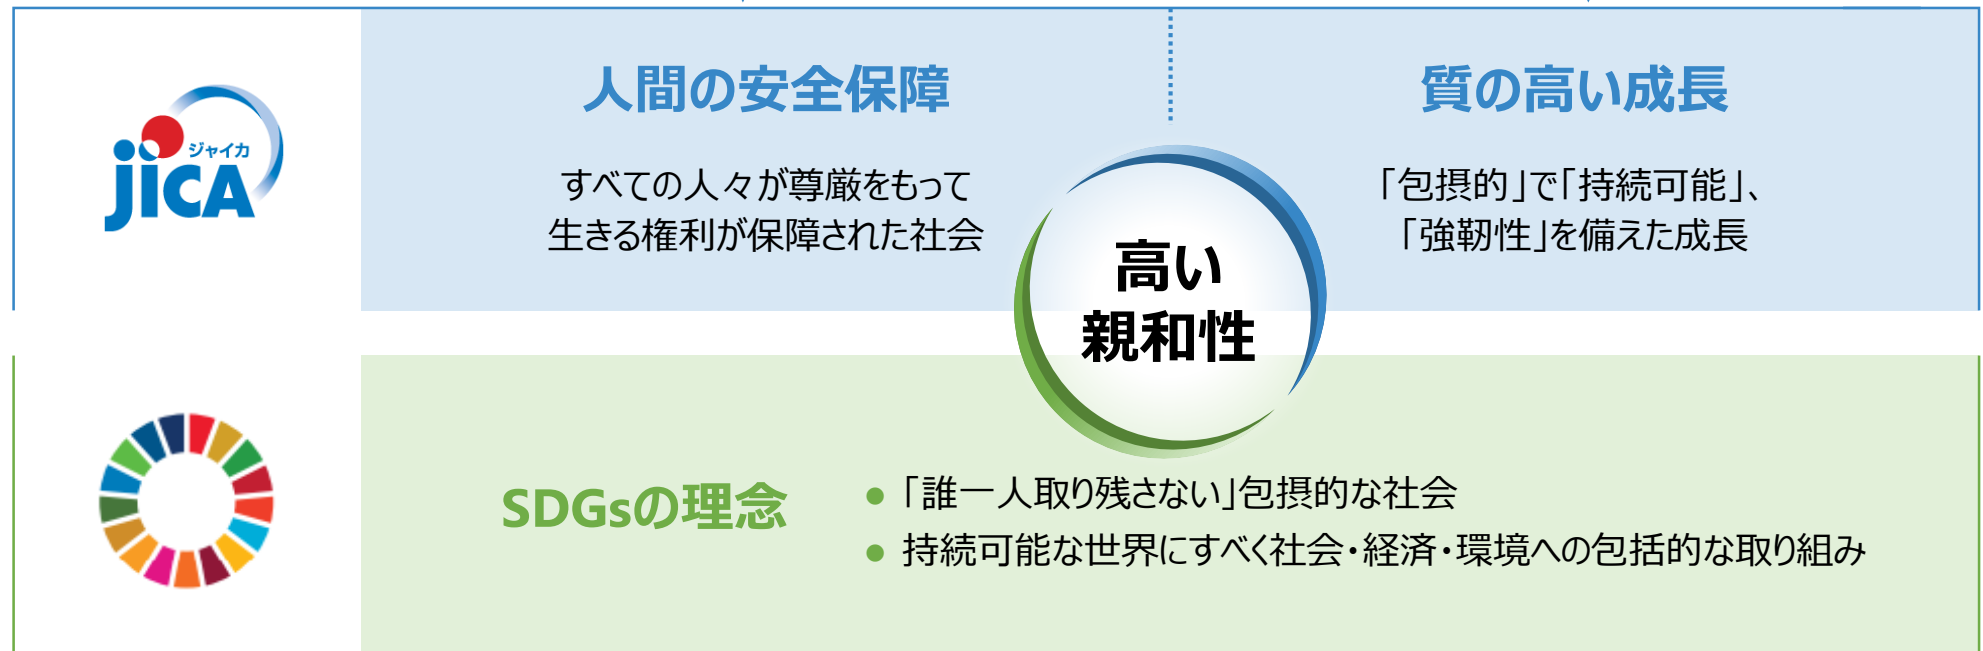 ジャイカ
JICA
人間の安全保障
すべての人々が尊厳をもって
生きる権利が保障された社会
質の高い成長
「包摂的」で「持続可能」、
「強靭性」を備えた成長
高い
親和性
SDGsの理念
● 「誰一人取り残さない」包摂的な社会
● 持続可能な世界にすべく社会・経済・環境への包括的な取り組み